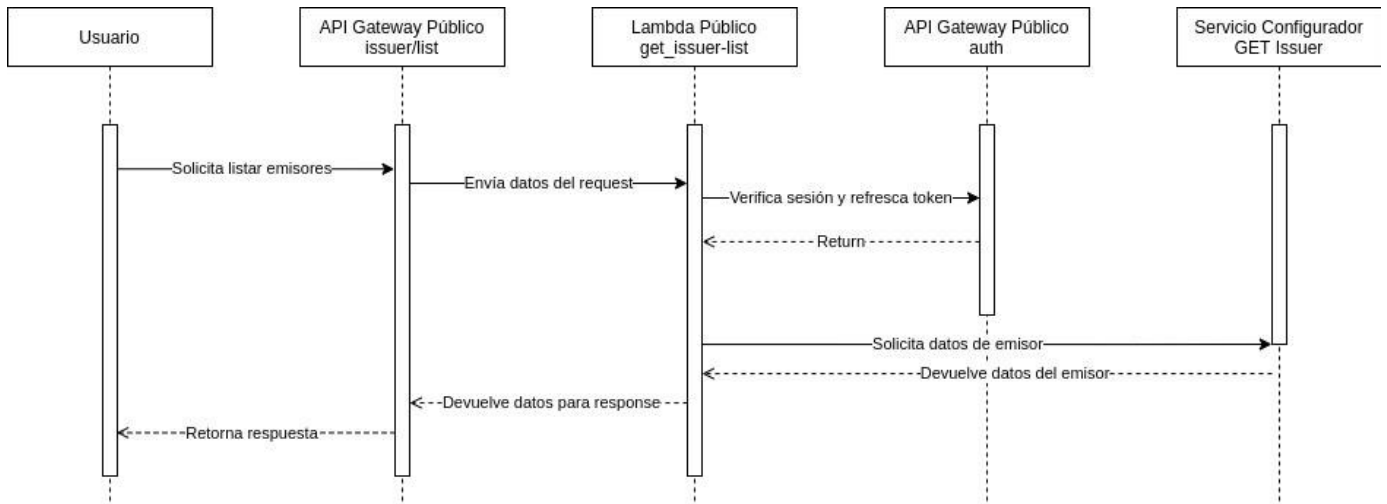 Usuario
API Gateway Público
issuer/list
Lambda Público
get_issuer-list
API Gateway Público
auth
Servicio Configurador
GET Issuer
Solicita listar emisores
Envía datos del request
Verifica sesión y refresca token
Return
Solicita datos de emisor
Devuelve datos del emisor
Devuelve datos para response
Retorna respuesta